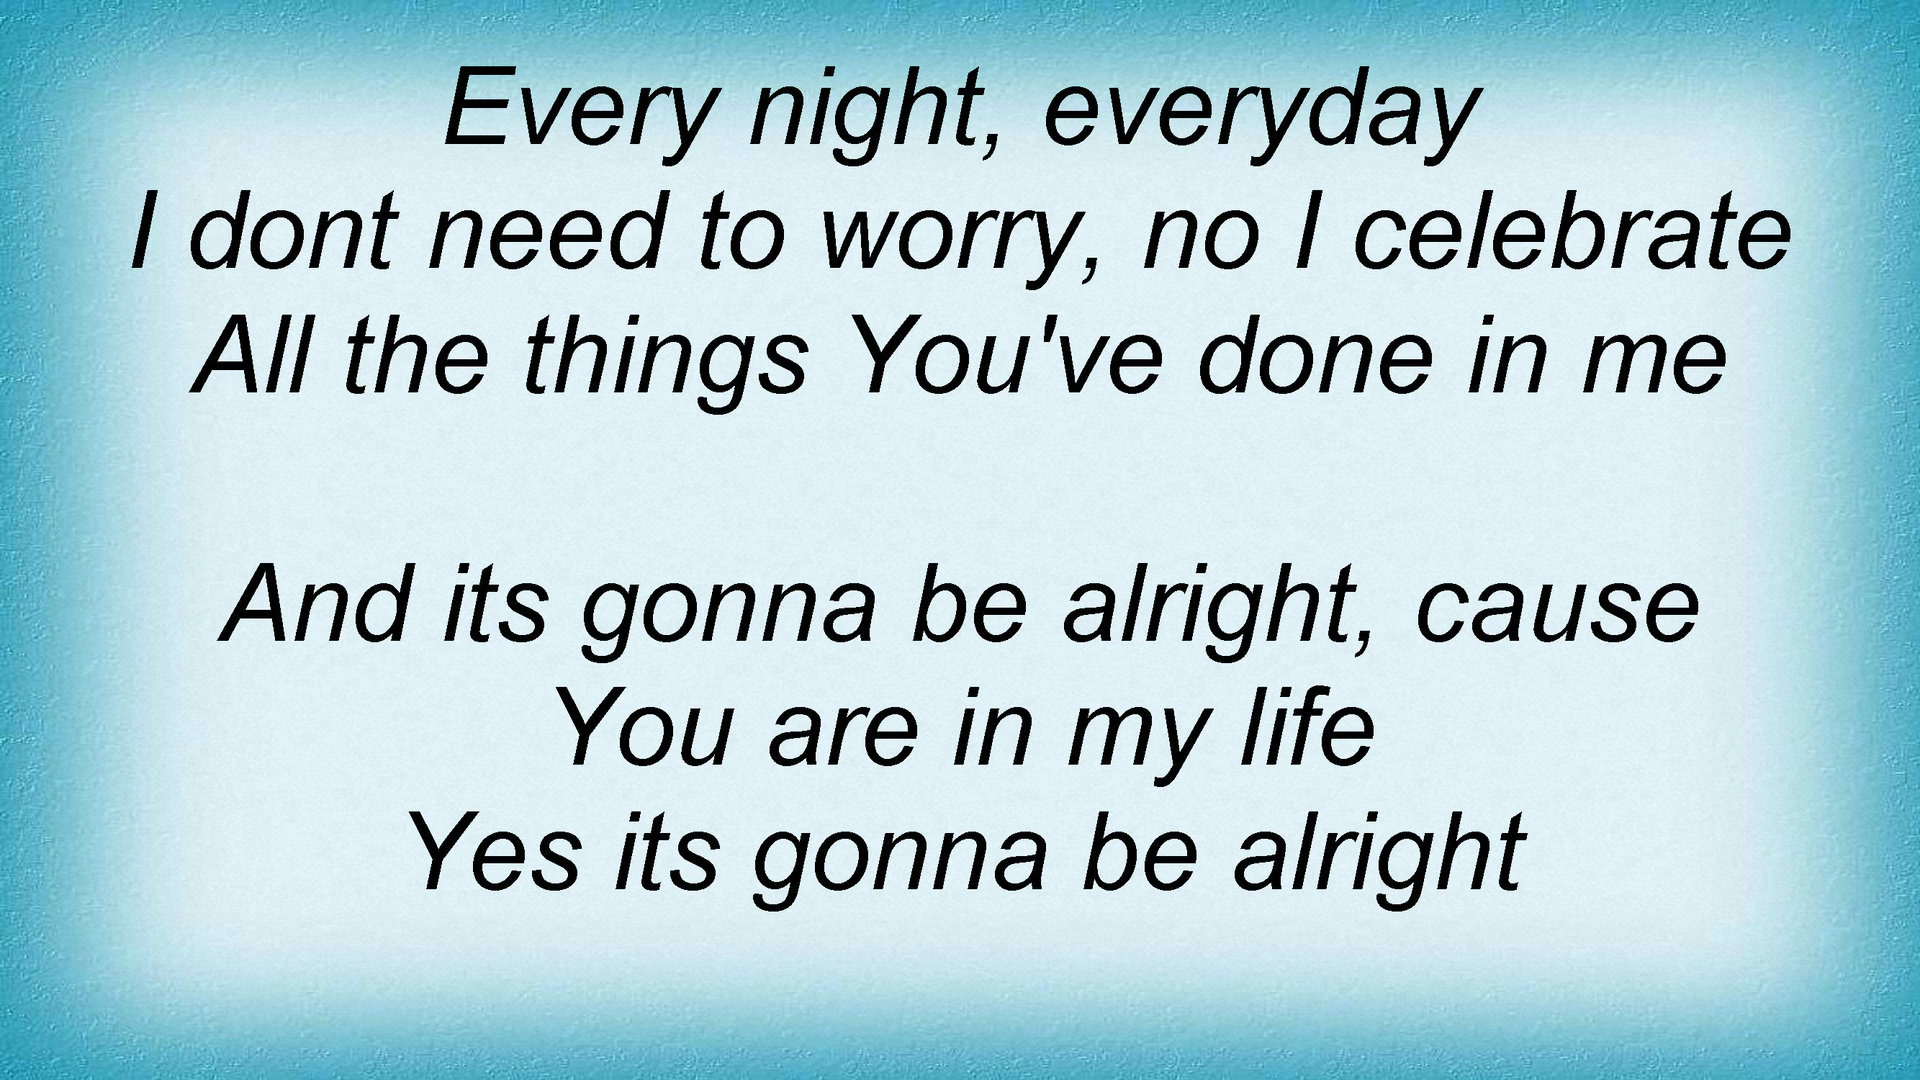 Every night, everyday
I dont need to worry, no I celebrate
All the things You've done in me
And its gonna be alright, cause
You are in my life
Yes its gonna be alright